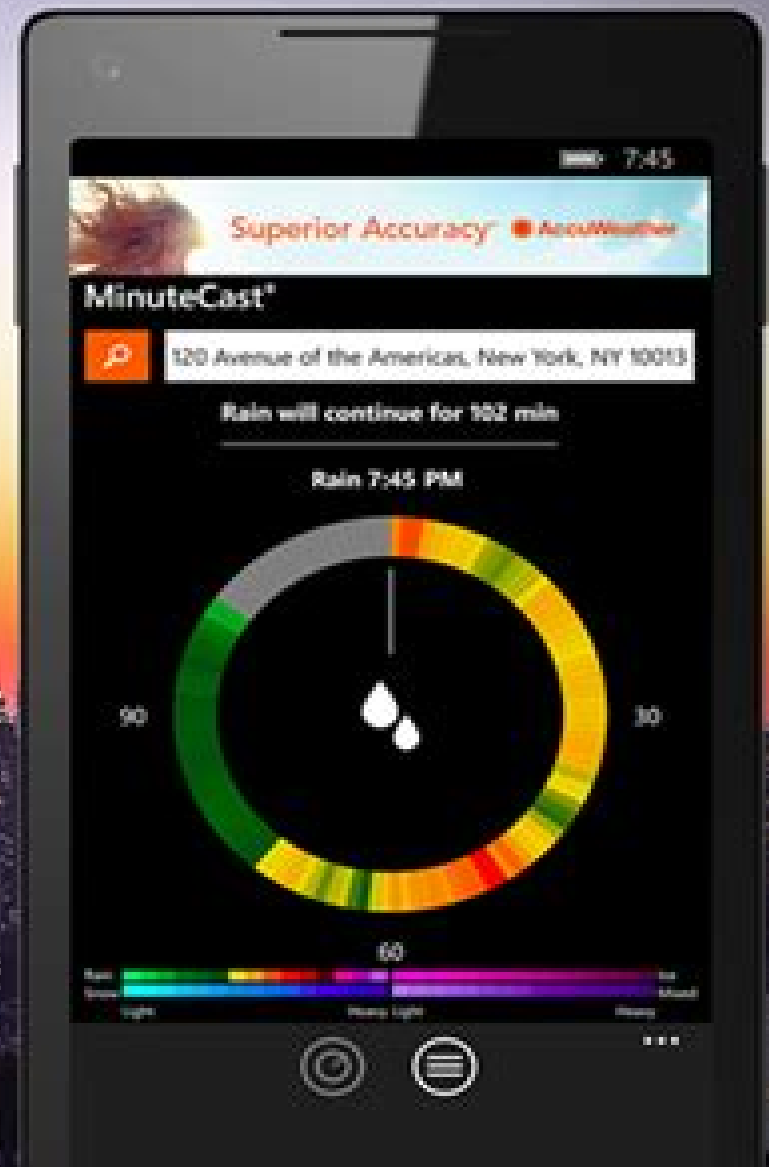 7:45
Superior Accuracy™ AccuWeather
MinuteCast®
120 Avenue of the Americas, New York, NY 10013
Rain will continue for 102 min
Rain 7:45 PM
90
30
60
Rain Ice
Snow Mixed
Light Heavy Light Heavy